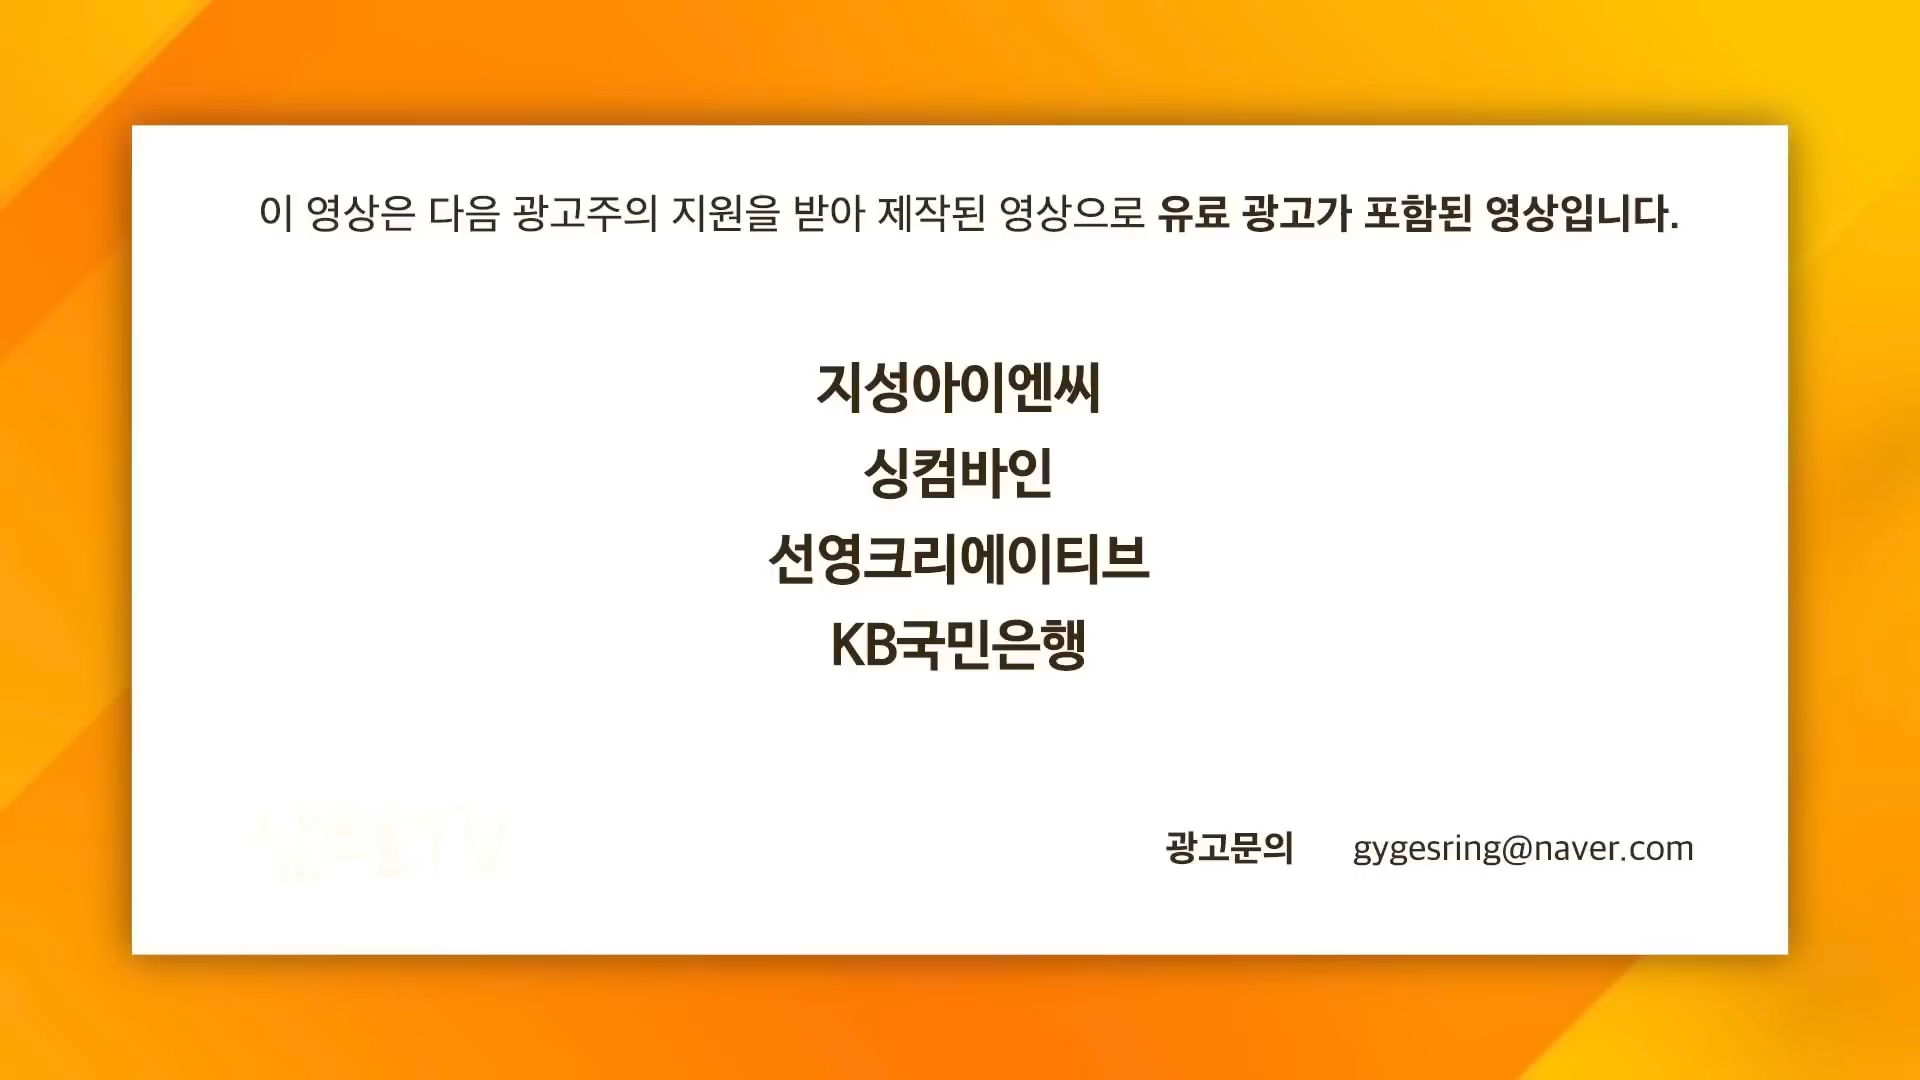 이 영상은 다음 광고주의 지원을 받아 제작된 영상으로 유료 광고가 포함된 영상입니다.
지성아이엔씨
싱컴바인
선영크리에이티브
KB국민은행
광고문의 gygesring@naver.com